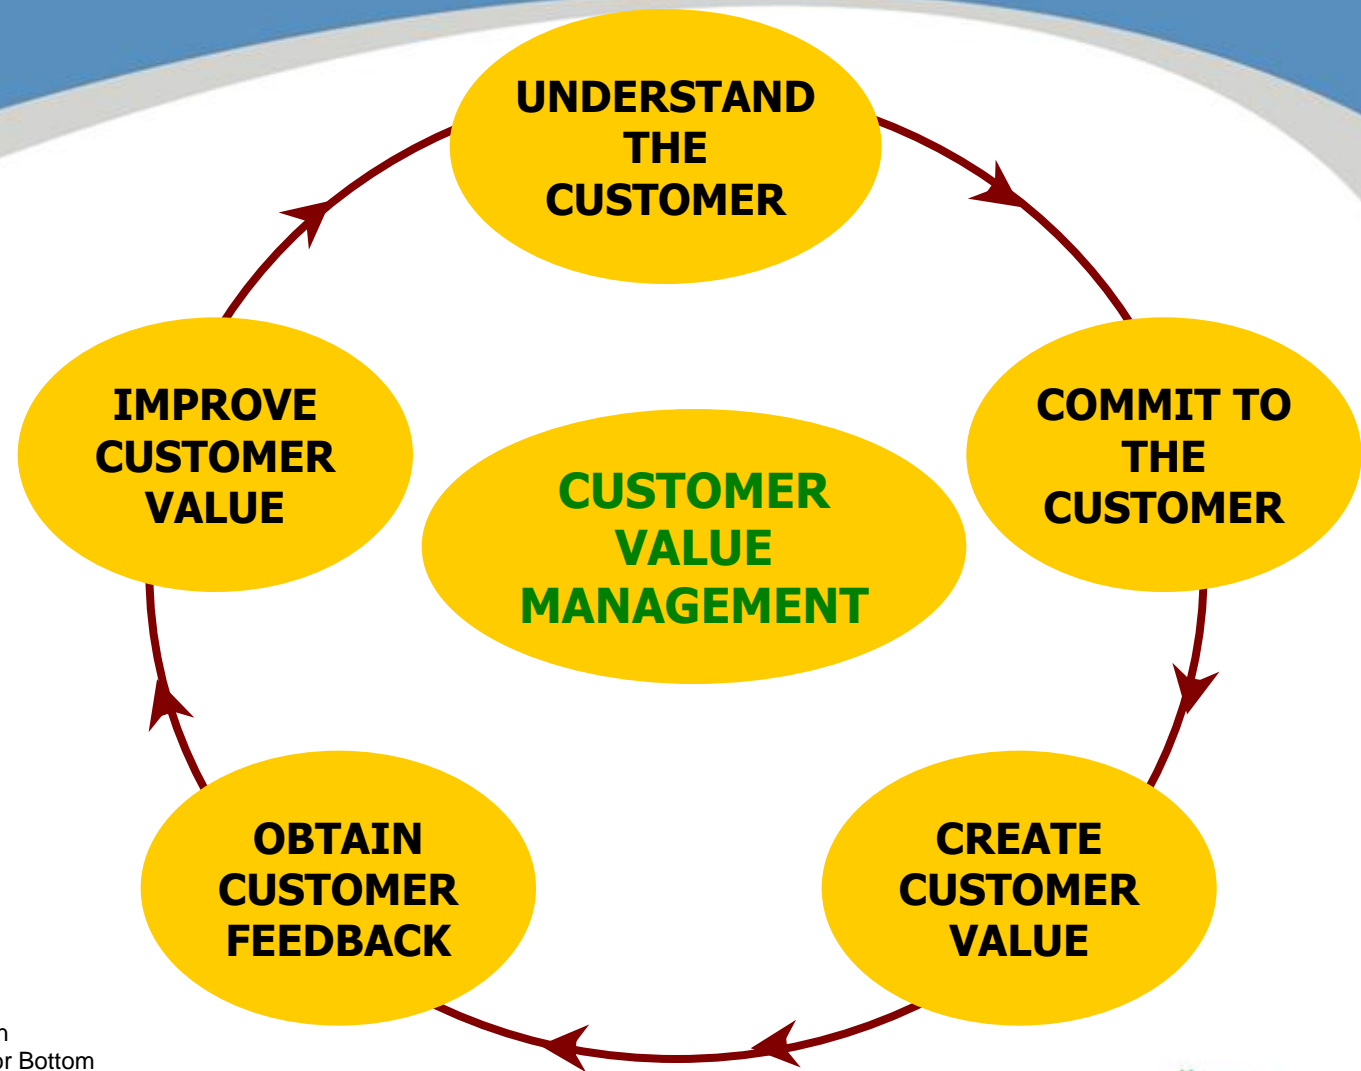 UNDERSTAND
THE
CUSTOMER
COMMIT TO
THE
CUSTOMER
CREATE
CUSTOMER
VALUE
OBTAIN
CUSTOMER
FEEDBACK
IMPROVE
CUSTOMER
VALUE
CUSTOMER
VALUE
MANAGEMENT
or Bottom